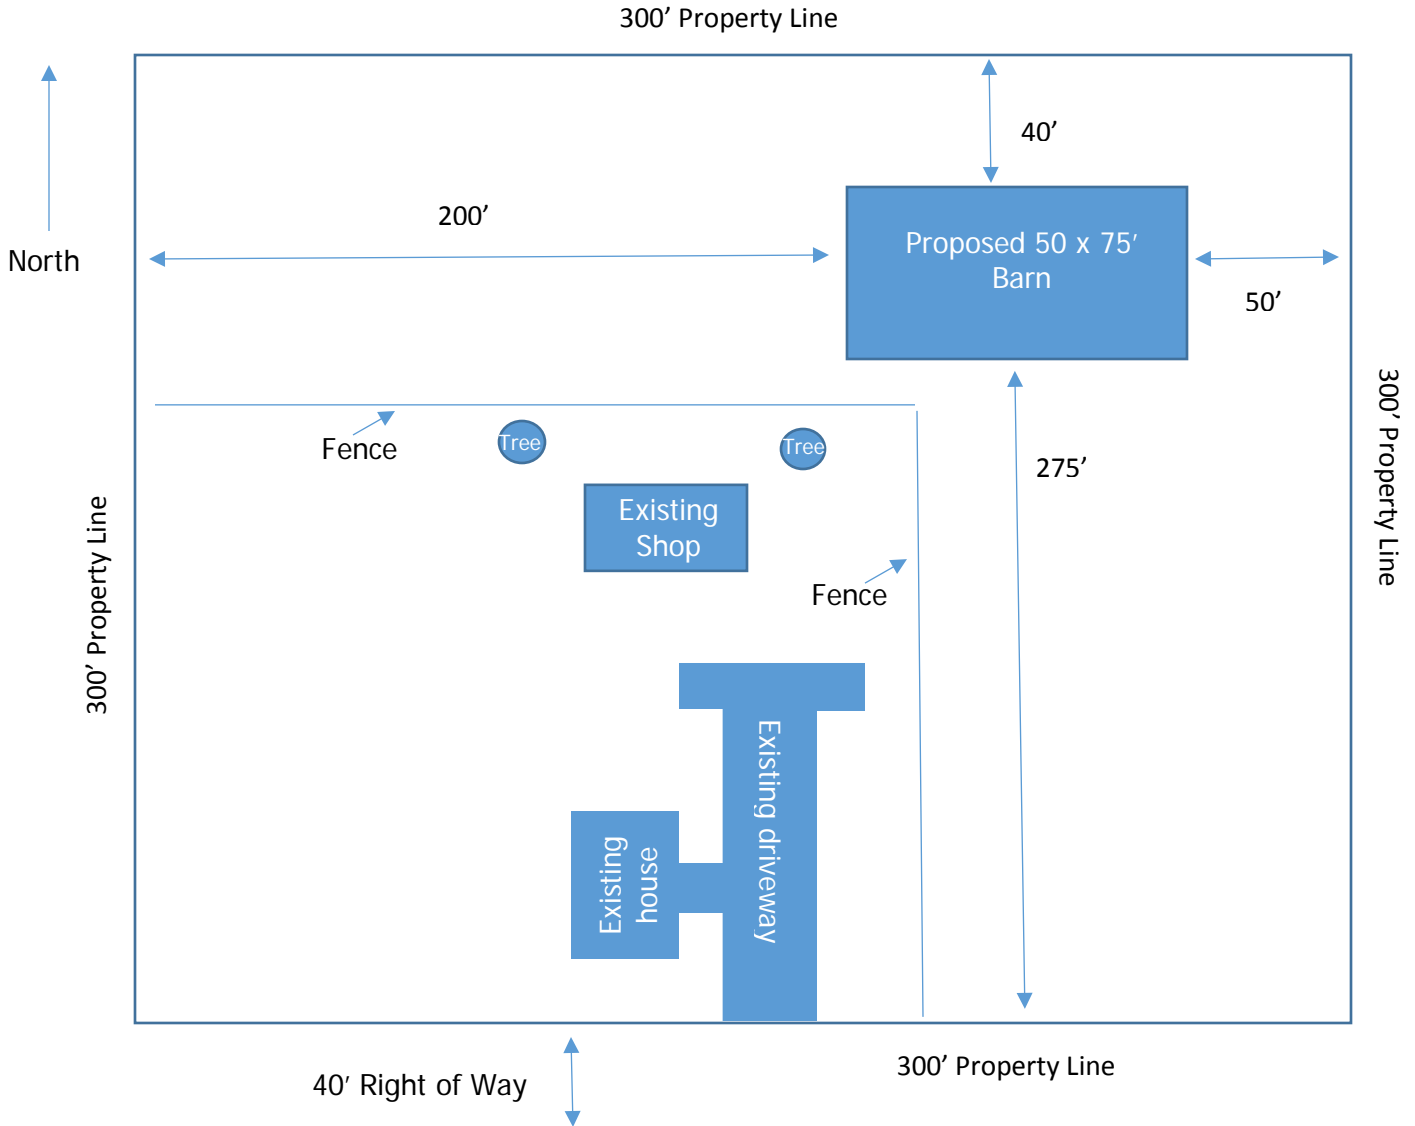 300’ Property Line
40’
200’
Proposed 50 x 75’
Barn
North
50’
300’ Property Line
Fence
Tree
Tree
275’
Existing
Shop
300’ Property Line
Fence
Existing driveway
Existing
house
300’ Property Line
40’ Right of Way